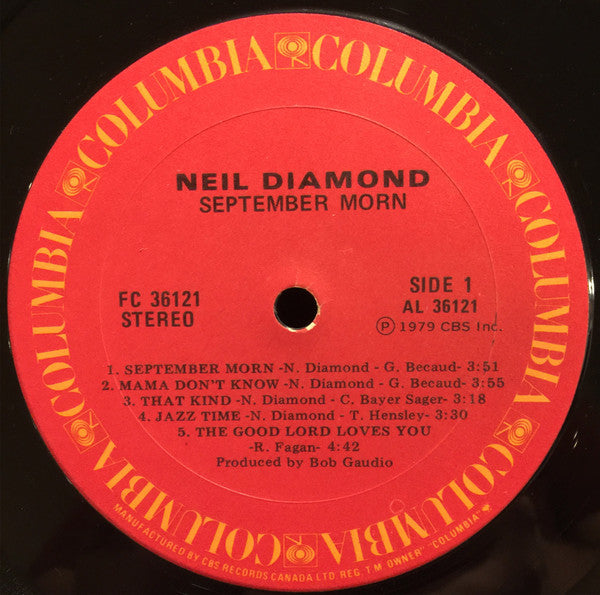 COLUMBIA COLUMBIA COLUMBIA COLUMBIA COLUMBIA COLUMBIA
NEIL DIAMOND
SEPTEMBER MORN
FC 36121
STEREO
SIDE 1
AL 36121
Ⓟ 1979 CBS Inc.
1. SEPTEMBER MORN -N. Diamond - G. Becaud- 3:51
2. MAMA DON'T KNOW -N. Diamond - G. Becaud- 3:55
3. THAT KIND -N. Diamond - C. Bayer Sager- 3:18
4. JAZZ TIME -N. Diamond - T. Hensley- 3:30
5. THE GOOD LORD LOVES YOU
-R. Fagan- 4:42
Produced by Bob Gaudio
MANUFACTURED BY CBS RECORDS CANADA LTD. REG. T.M. OWNER "COLUMBIA"